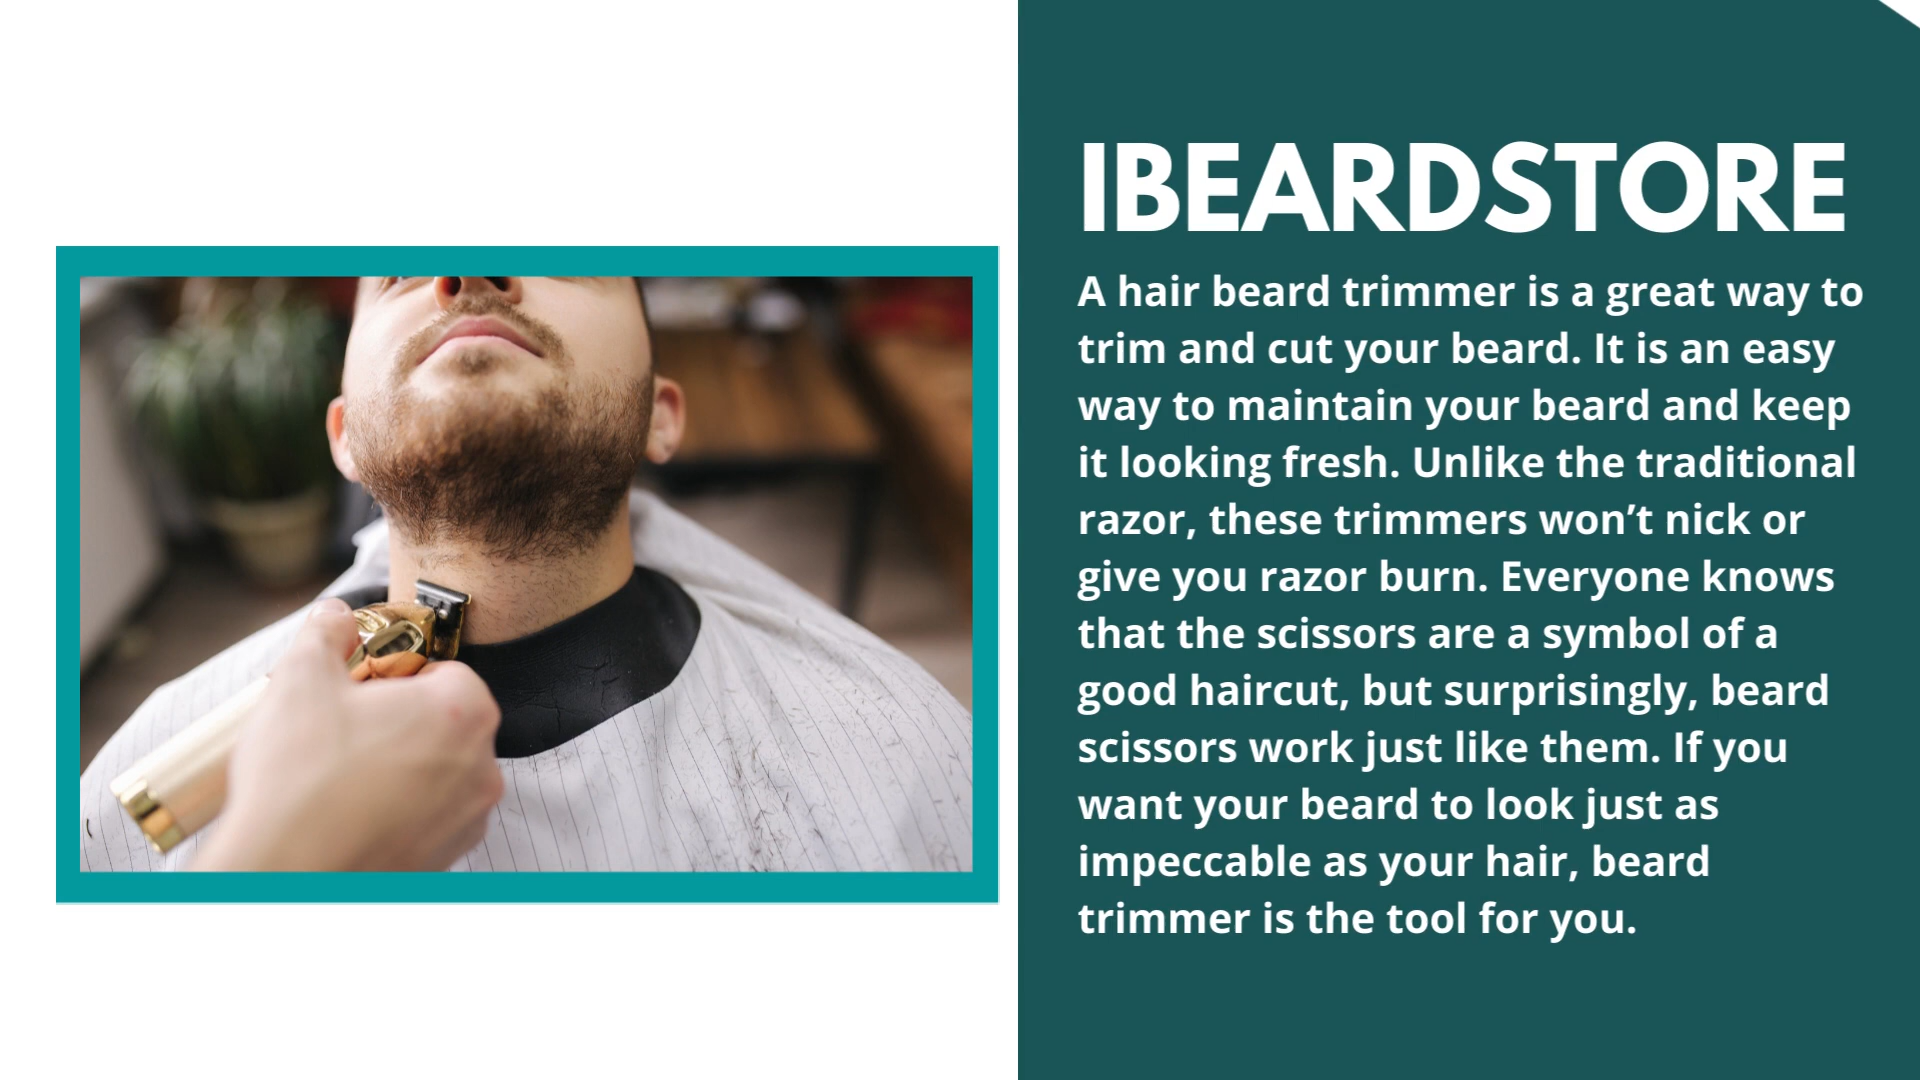 IBEARDSTORE
A hair beard trimmer is a great way to
trim and cut your beard. It is an easy
way to maintain your beard and keep
it looking fresh. Unlike the traditional
razor, these trimmers won’t nick or
give you razor burn. Everyone knows
that the scissors are a symbol of a
good haircut, but surprisingly, beard
scissors work just like them. If you
want your beard to look just as
impeccable as your hair, beard
trimmer is the tool for you.